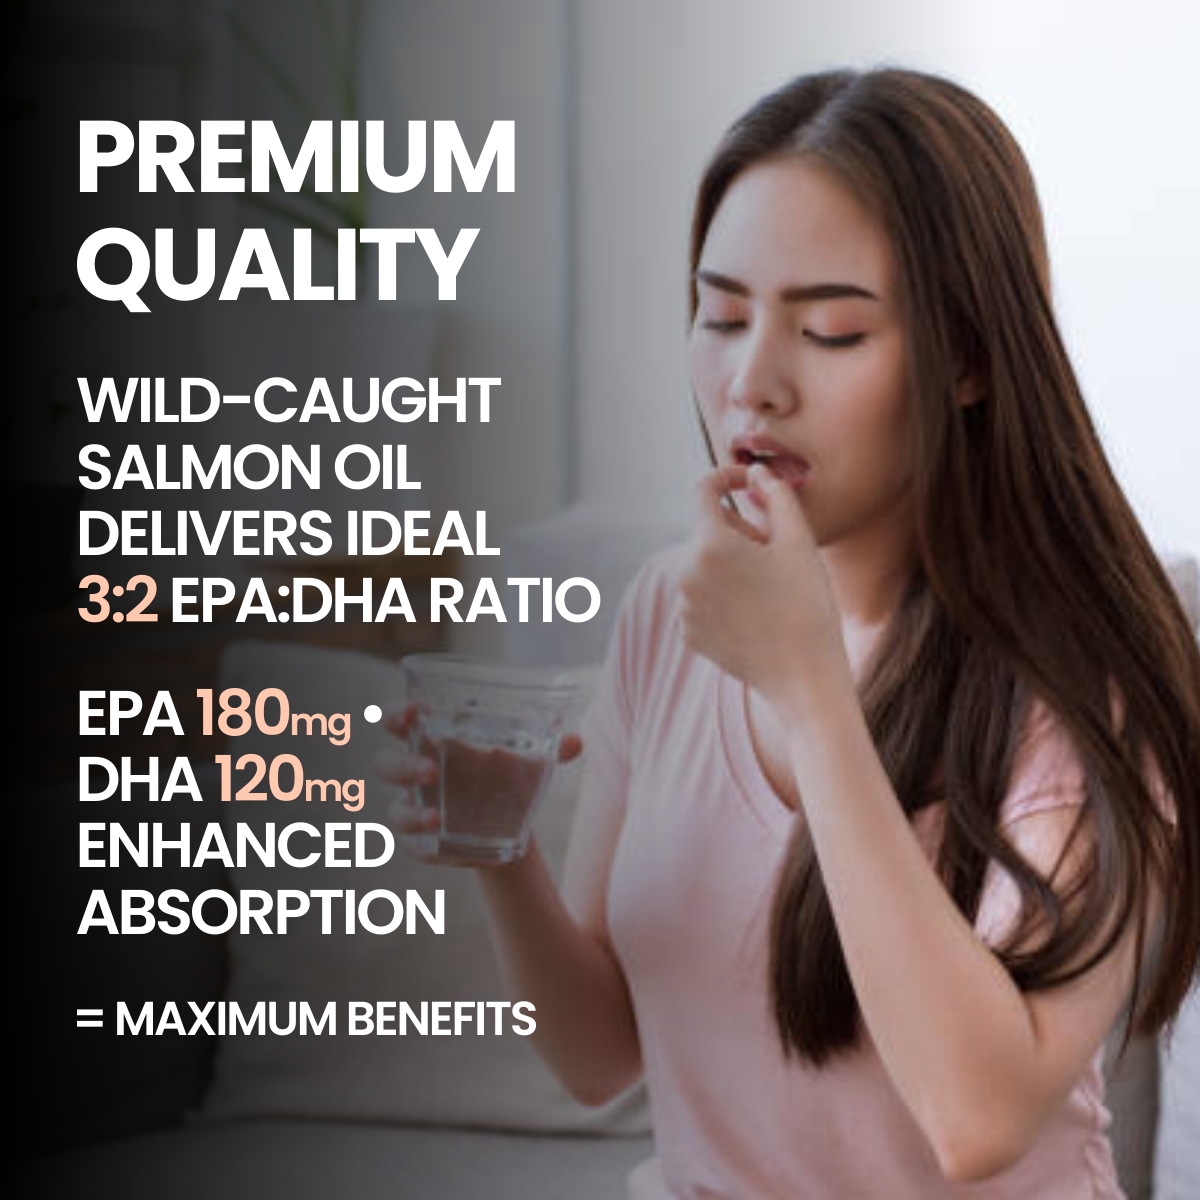 PREMIUM
QUALITY
WILD-CAUGHT
SALMON OIL
DELIVERS IDEAL
3:2 EPA:DHA RATIO
EPA 180mg •
DHA 120mg
ENHANCED
ABSORPTION
= MAXIMUM BENEFITS